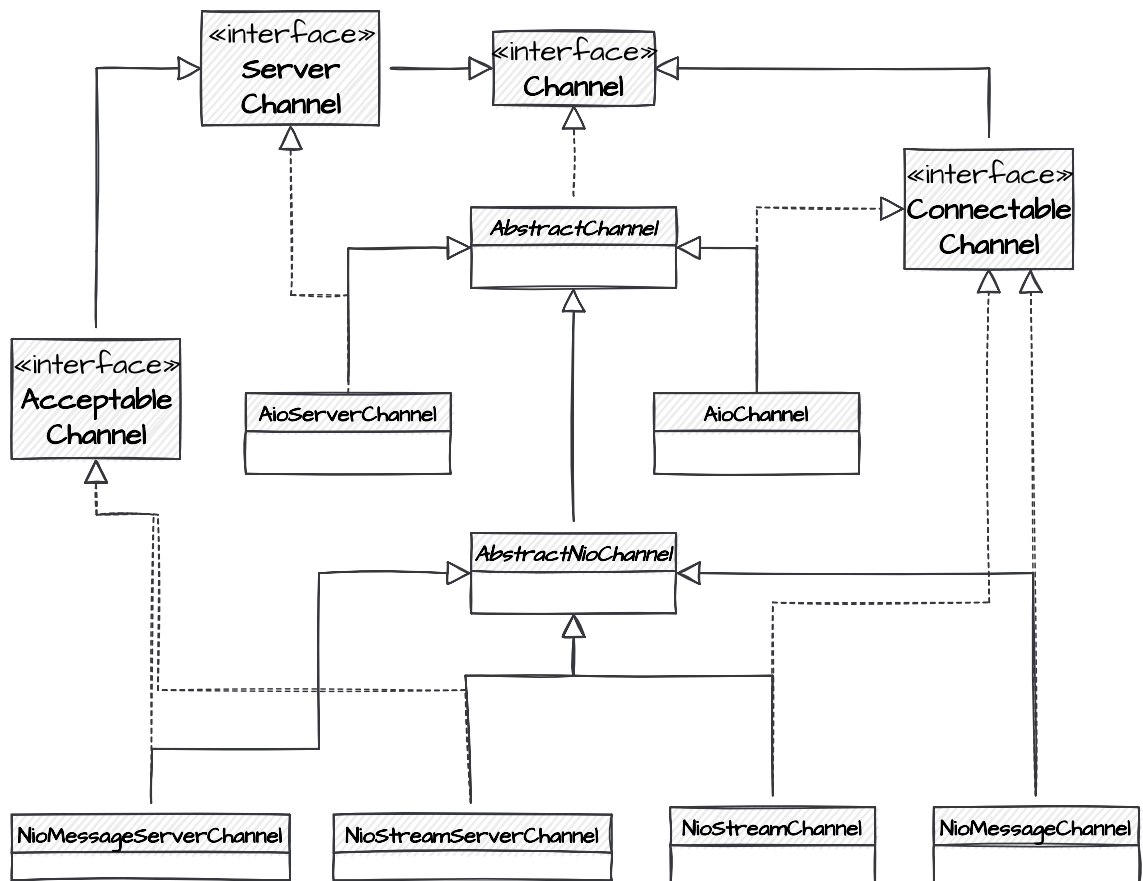 «interface»
Server
Channel
«interface»
Channel
«interface»
Connectable
Channel
AbstractChannel
«interface»
Acceptable
Channel
AioServerChannel
AioChannel
AbstractNioChannel
NioMessageServerChannel
NioStreamServerChannel
NioStreamChannel
NioMessageChannel